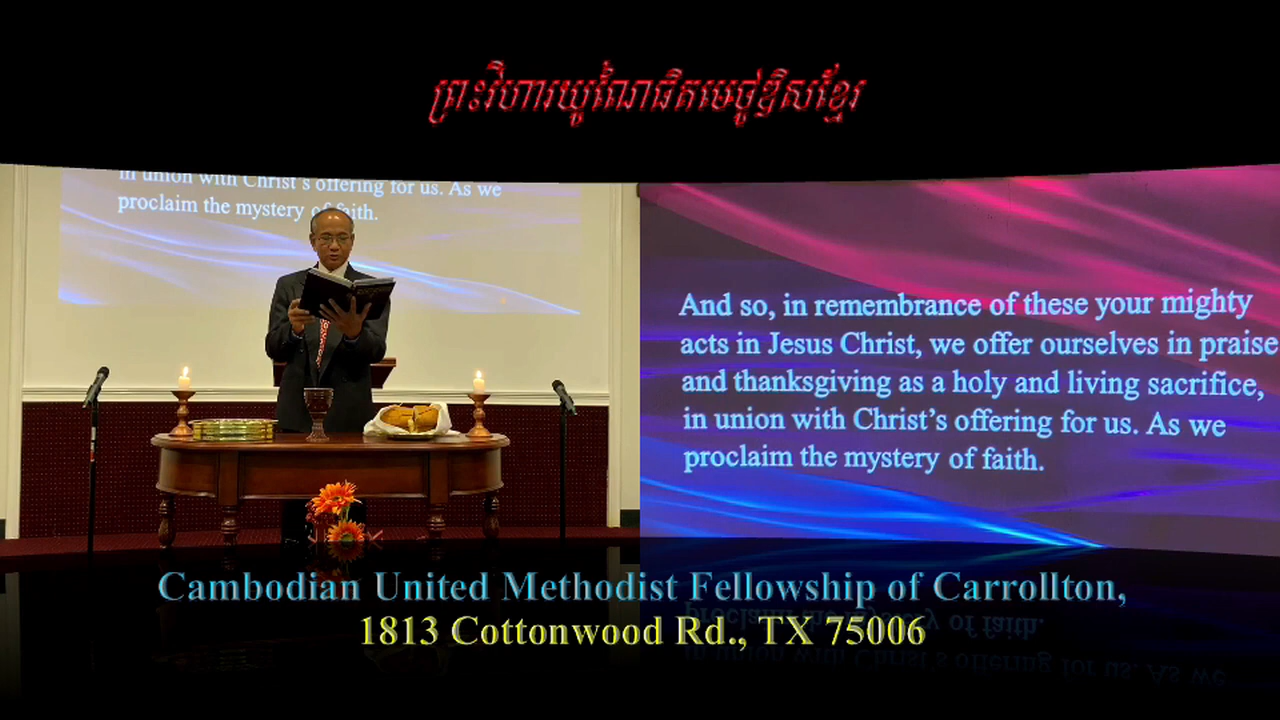 ព្រះវិហារយូណៃធិតមេថូឌិសខ្មែរ
in union with Christ's offering for us. As we
proclaim the mystery of faith.
And so, in remembrance of these your mighty
acts in Jesus Christ, we offer ourselves in praise
and thanksgiving as a holy and living sacrifice,
in union with Christ's offering for us. As we
proclaim the mystery of faith.
Cambodian United Methodist Fellowship of Carrollton,
1813 Cottonwood Rd., TX 75006